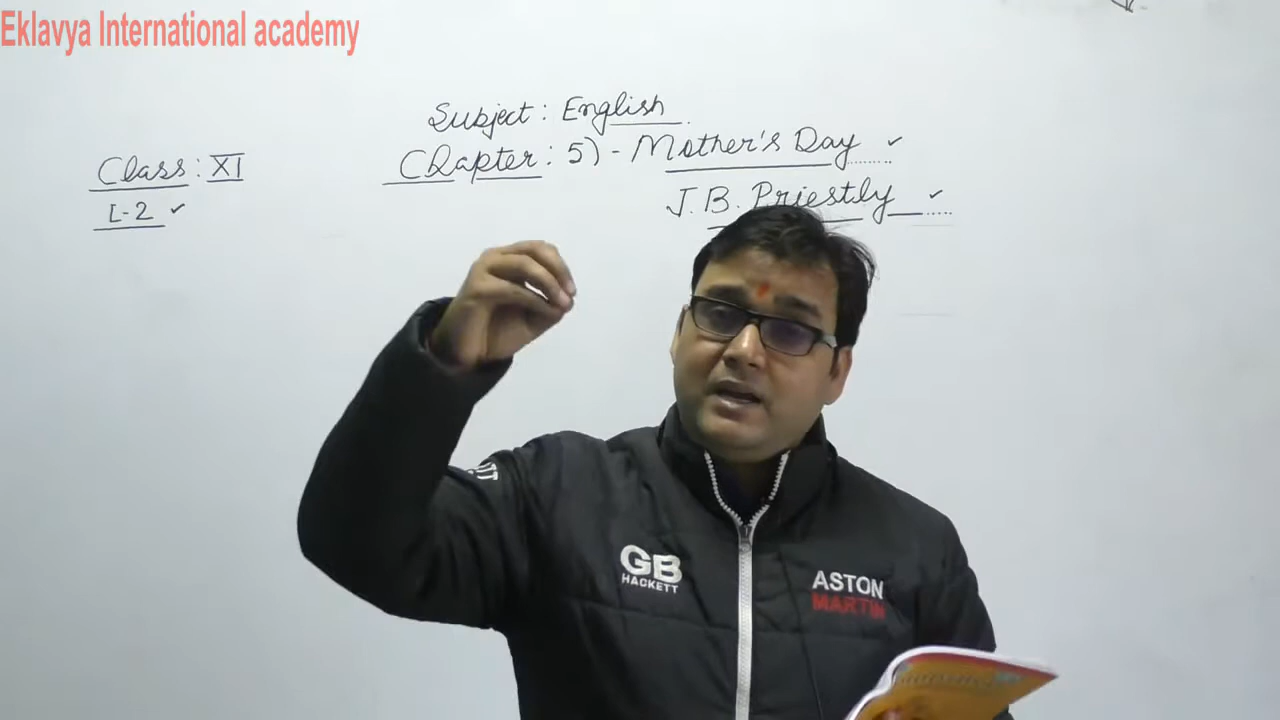 Eklavya International academy
Subject : English
Chapter : 5) - Mother's Day
Class : XI
L-2
J.B. Priestly
GB
HACKETT
ASTON
MARTIN